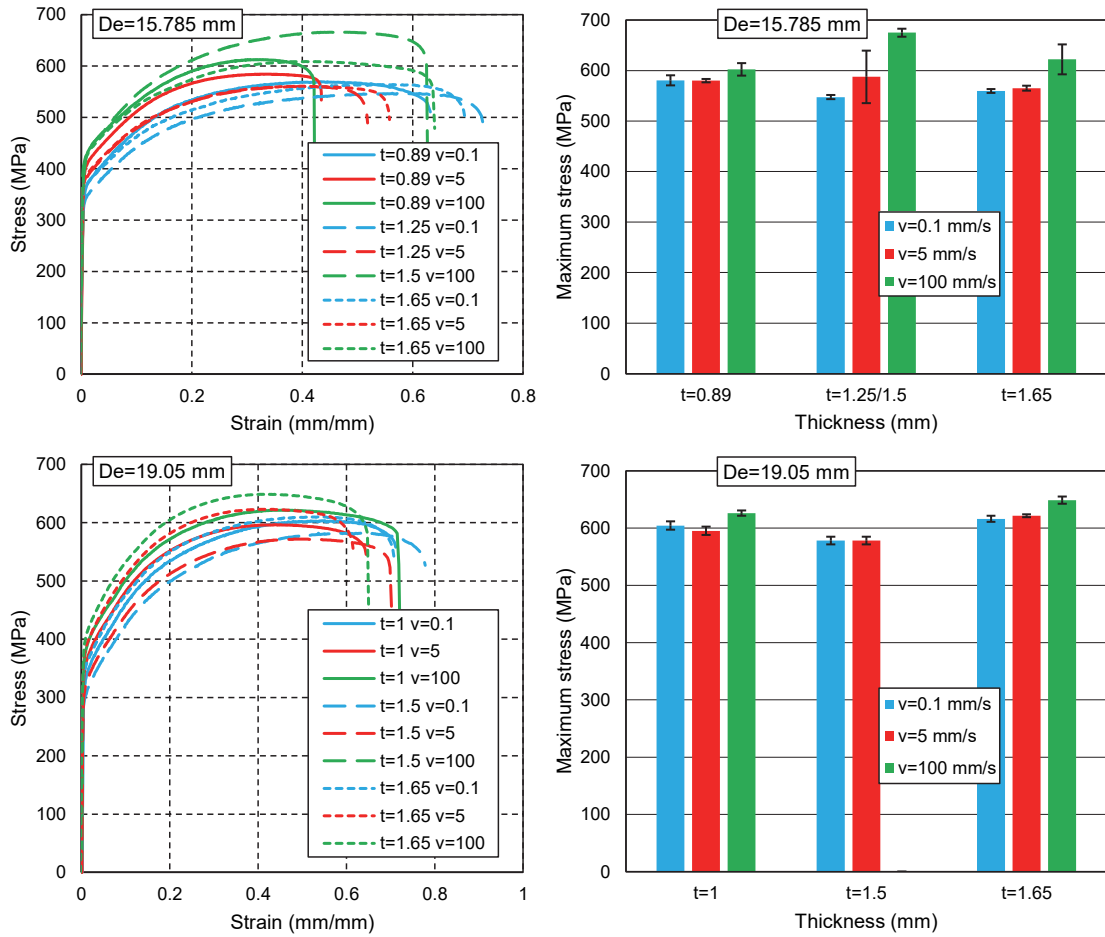 De=15.785 mm
700
600
500
400
300
200
100
0
Stress (MPa)
t=0.89 v=0.1
t=0.89 v=5
t=0.89 v=100
t=1.25 v=0.1
t=1.25 v=5
t=1.5 v=100
t=1.65 v=0.1
t=1.65 v=5
t=1.65 v=100
0 0.2 0.4 0.6 0.8
Strain (mm/mm)
700
600
500
400
300
200
100
0
Maximum stress (MPa)
v=0.1 mm/s
v=5 mm/s
v=100 mm/s
t=0.89 t=1.25/1.5 t=1.65
Thickness (mm)
De=19.05 mm
700
600
500
400
300
200
100
0
Stress (MPa)
t=1 v=0.1
t=1 v=5
t=1 v=100
t=1.5 v=0.1
t=1.5 v=5
t=1.5 v=100
t=1.65 v=0.1
t=1.65 v=5
t=1.65 v=100
0 0.2 0.4 0.6 0.8 1
Strain (mm/mm)
700
600
500
400
300
200
100
0
Maximum stress (MPa)
v=0.1 mm/s
v=5 mm/s
v=100 mm/s
t=1 t=1.5 t=1.65
Thickness (mm)